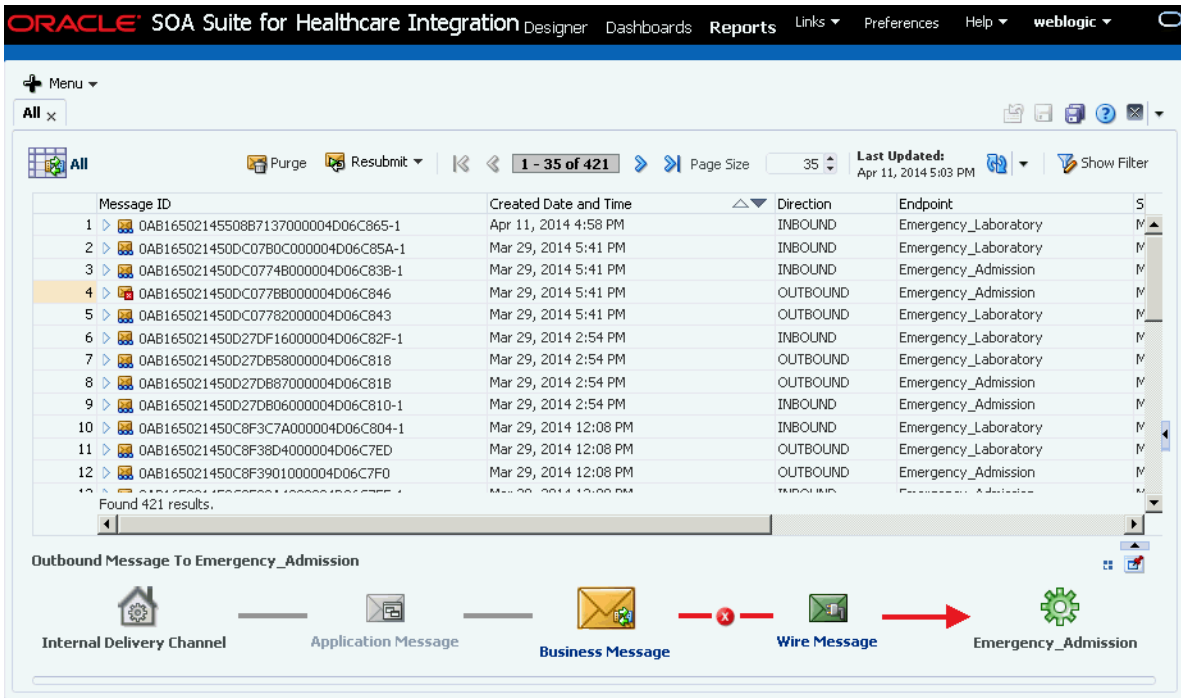 ORACLE SOA Suite for Healthcare Integration Designer Dashboards Reports Links Preferences Help weblogic
Menu
All
All Purge Resubmit 1 - 35 of 421 Page Size 35 Last Updated: Apr 11, 2014 5:03 PM Show Filter
Message ID Created Date and Time Direction Endpoint S
1 0AB16502145508B7137000004D06C865-1 Apr 11, 2014 4:58 PM INBOUND Emergency_Laboratory M
2 0AB165021450DC07B0C000004D06C85A-1 Mar 29, 2014 5:41 PM INBOUND Emergency_Laboratory M
3 0AB165021450DC0774B000004D06C83B-1 Mar 29, 2014 5:41 PM INBOUND Emergency_Admission M
4 0AB165021450DC077BB000004D06C846 Mar 29, 2014 5:41 PM OUTBOUND Emergency_Admission M
5 0AB165021450DC07782000004D06C843 Mar 29, 2014 5:41 PM OUTBOUND Emergency_Laboratory M
6 0AB165021450D27DF16000004D06C82F-1 Mar 29, 2014 2:54 PM INBOUND Emergency_Laboratory M
7 0AB165021450D27DB58000004D06C818 Mar 29, 2014 2:54 PM OUTBOUND Emergency_Laboratory M
8 0AB165021450D27DB87000004D06C81B Mar 29, 2014 2:54 PM OUTBOUND Emergency_Admission M
9 0AB165021450D27DB06000004D06C810-1 Mar 29, 2014 2:54 PM INBOUND Emergency_Admission M
10 0AB165021450C8F3C7A000004D06C804-1 Mar 29, 2014 12:08 PM INBOUND Emergency_Laboratory M
11 0AB165021450C8F38D4000004D06C7ED Mar 29, 2014 12:08 PM OUTBOUND Emergency_Laboratory M
12 0AB165021450C8F3901000004D06C7F0 Mar 29, 2014 12:08 PM OUTBOUND Emergency_Admission M
Found 421 results.
Outbound Message To Emergency_Admission
Internal Delivery Channel Application Message Business Message Wire Message Emergency_Admission